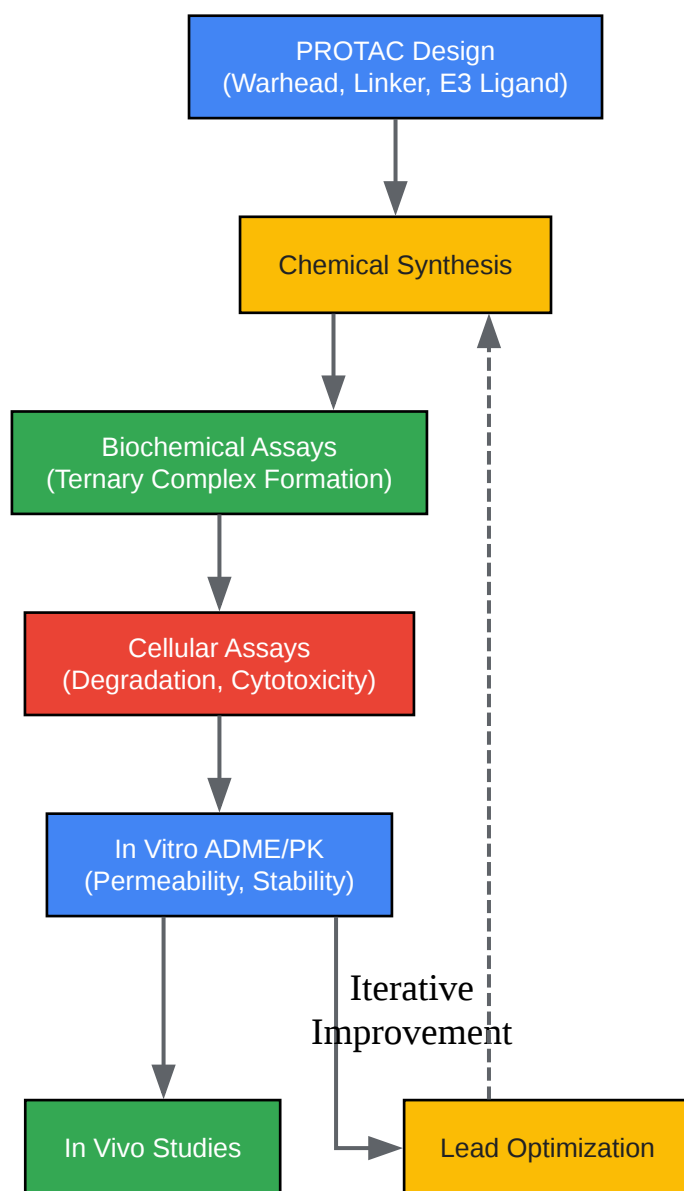 PROTAC Design
(Warhead, Linker, E3 Ligand)
Chemical Synthesis
Biochemical Assays
(Ternary Complex Formation)
Cellular Assays
(Degradation, Cytotoxicity)
In Vitro ADME/PK
(Permeability, Stability)
Iterative
Improvement
In Vivo Studies
Lead Optimization